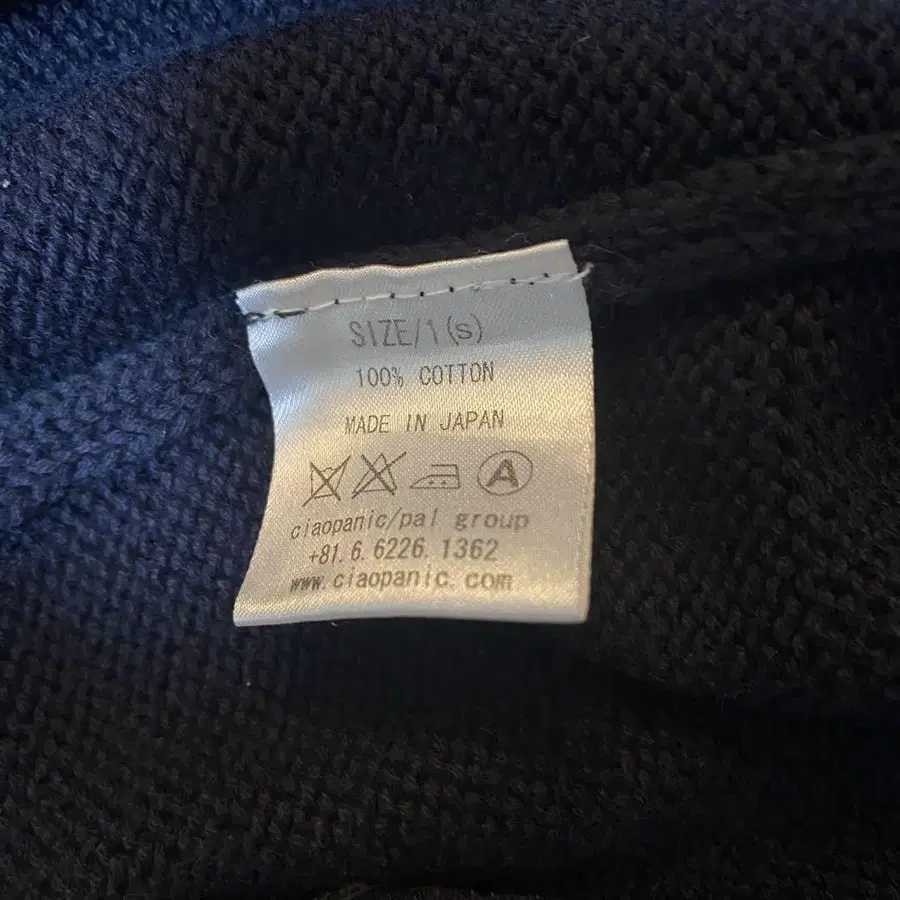 SIZE/1(s)
100% COTTON
MADE IN JAPAN
A
ciaopanic/pal group
+81.6.6226.1362
www.ciaopanic.com